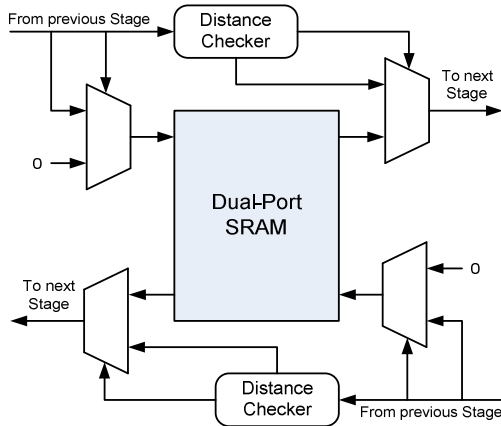 From previous Stage
Distance
Checker
To next
Stage
0
Dual-Port
SRAM
To next
Stage
0
Distance
Checker
From previous Stage